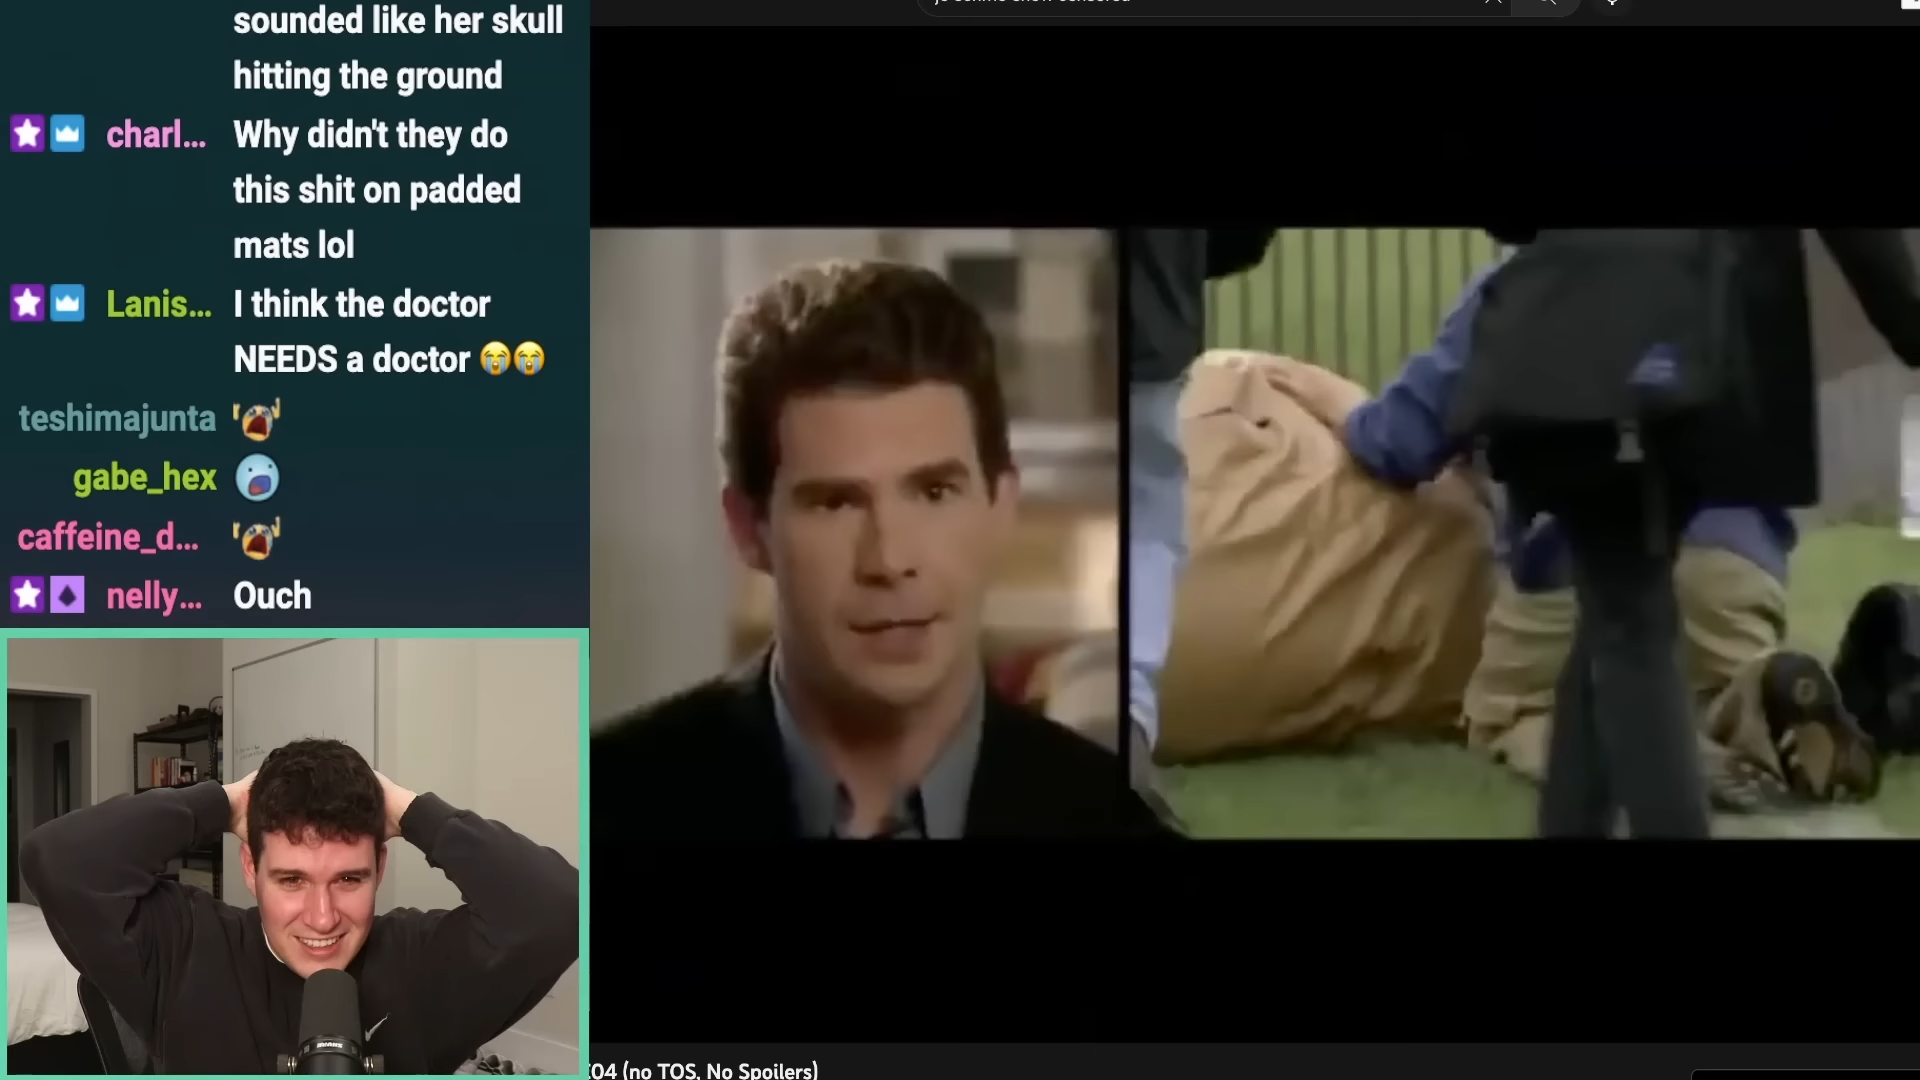 sounded like her skull
hitting the ground
charl... Why didn't they do
this shit on padded
mats lol
Lanis... I think the doctor
NEEDS a doctor 😭😭
teshimajunta
gabe_hex
caffeine_d...
nelly... Ouch
04 (no TOS, No Spoilers)